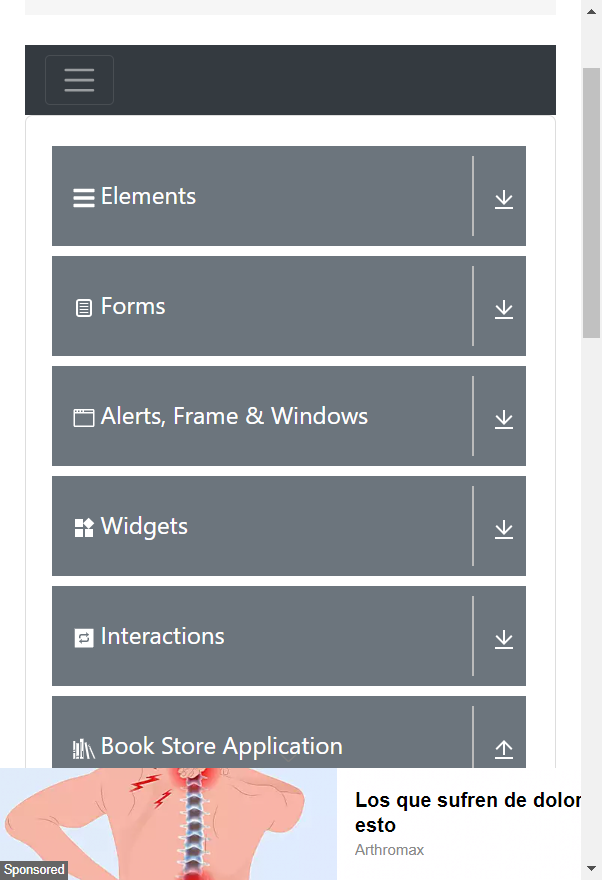 Elements
Forms
Alerts, Frame & Windows
Widgets
Interactions
Book Store Application
Los que sufren de dolor
esto
Arthromax
Sponsored